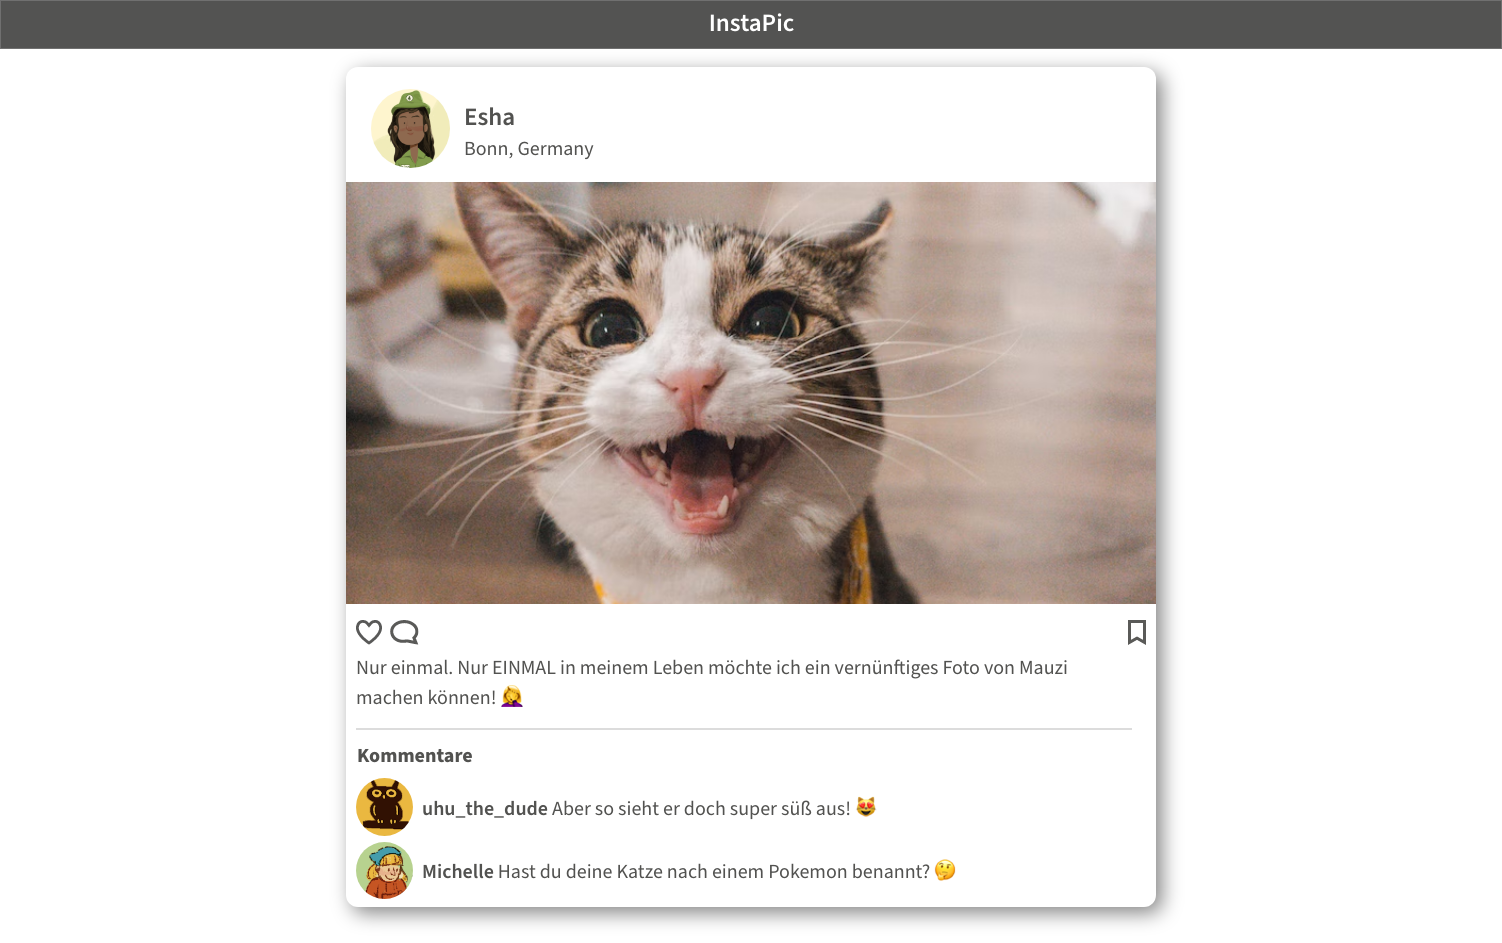 InstaPic
Esha
Bonn, Germany
Nur einmal. Nur EINMAL in meinem Leben möchte ich ein vernünftiges Foto von Mauzi
machen können! 🤦‍♀️
Kommentare
uhu_the_dude Aber so sieht er doch super süß aus! 😻
Michelle Hast du deine Katze nach einem Pokemon benannt? 🤔